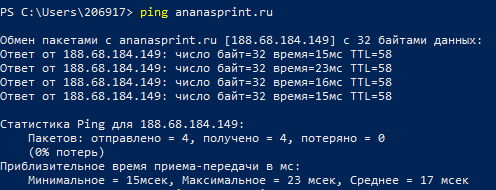 PS C:\Users\206917> ping ananasprint.ru
Обмен пакетами с ananasprint.ru [188.68.184.149] с 32 байтами данных:
Ответ от 188.68.184.149: число байт=32 время=15мс TTL=58
Ответ от 188.68.184.149: число байт=32 время=23мс TTL=58
Ответ от 188.68.184.149: число байт=32 время=16мс TTL=58
Ответ от 188.68.184.149: число байт=32 время=15мс TTL=58
Статистика Ping для 188.68.184.149:
Пакетов: отправлено = 4, получено = 4, потеряно = 0
(0% потерь)
Приблизительное время приема-передачи в мс:
Минимальное = 15мсек, Максимальное = 23 мсек, Среднее = 17 мсек